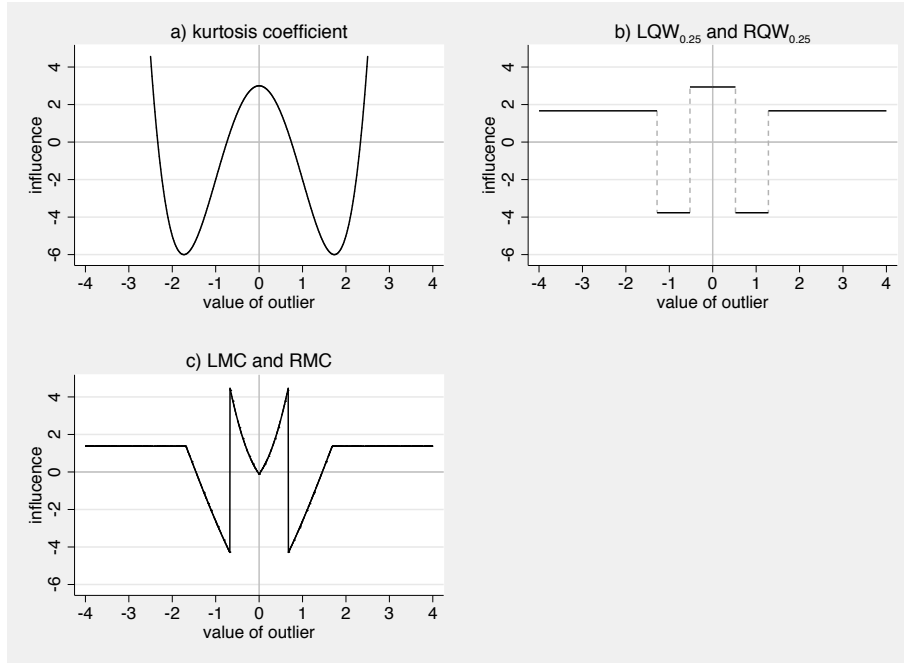 a) kurtosis coefficient
influcence
4
2
0
-2
-4
-6
-4 -3 -2 -1 0 1 2 3 4
value of outlier
b) LQW0.25 and RQW0.25
influcence
4
2
0
-2
-4
-6
-4 -3 -2 -1 0 1 2 3 4
value of outlier
c) LMC and RMC
influcence
4
2
0
-2
-4
-6
-4 -3 -2 -1 0 1 2 3 4
value of outlier